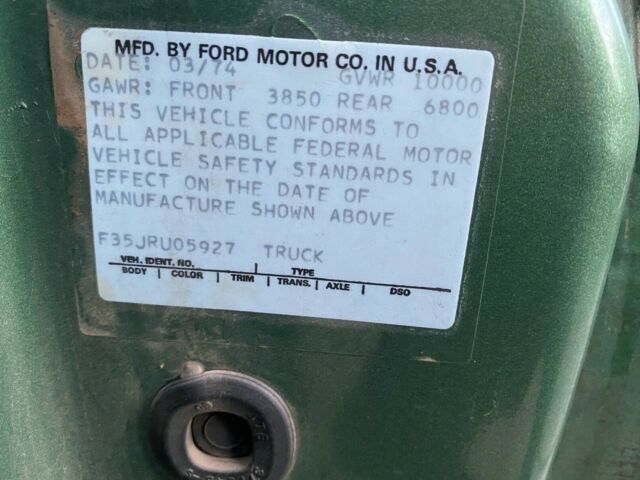 MFD. BY FORD MOTOR CO. IN U.S.A.
DATE: 03/74 GVWR 10000
GAWR: FRONT 3850 REAR 6800
THIS VEHICLE CONFORMS TO
ALL APPLICABLE FEDERAL MOTOR
VEHICLE SAFETY STANDARDS IN
EFFECT ON THE DATE OF
MANUFACTURE SHOWN ABOVE
F35JRU05927 TRUCK
VEH. IDENT. NO. TYPE
BODY COLOR TRIM TRANS. AXLE DSO